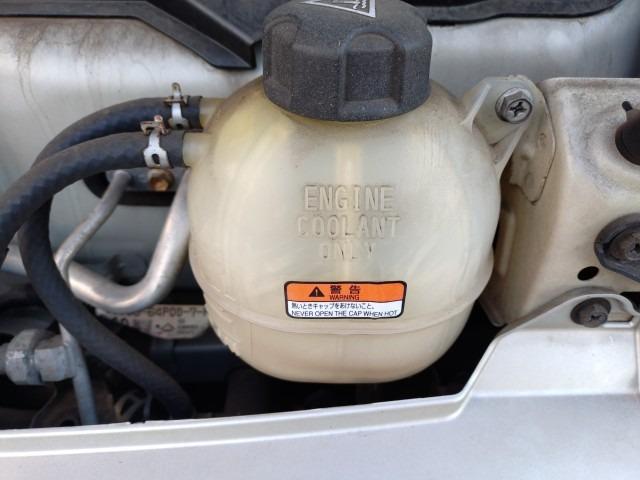 ENGINE
COOLANT
ONLY
警告
WARNING
熱いときキャップをあけないこと。
NEVER OPEN THE CAP WHEN HOT